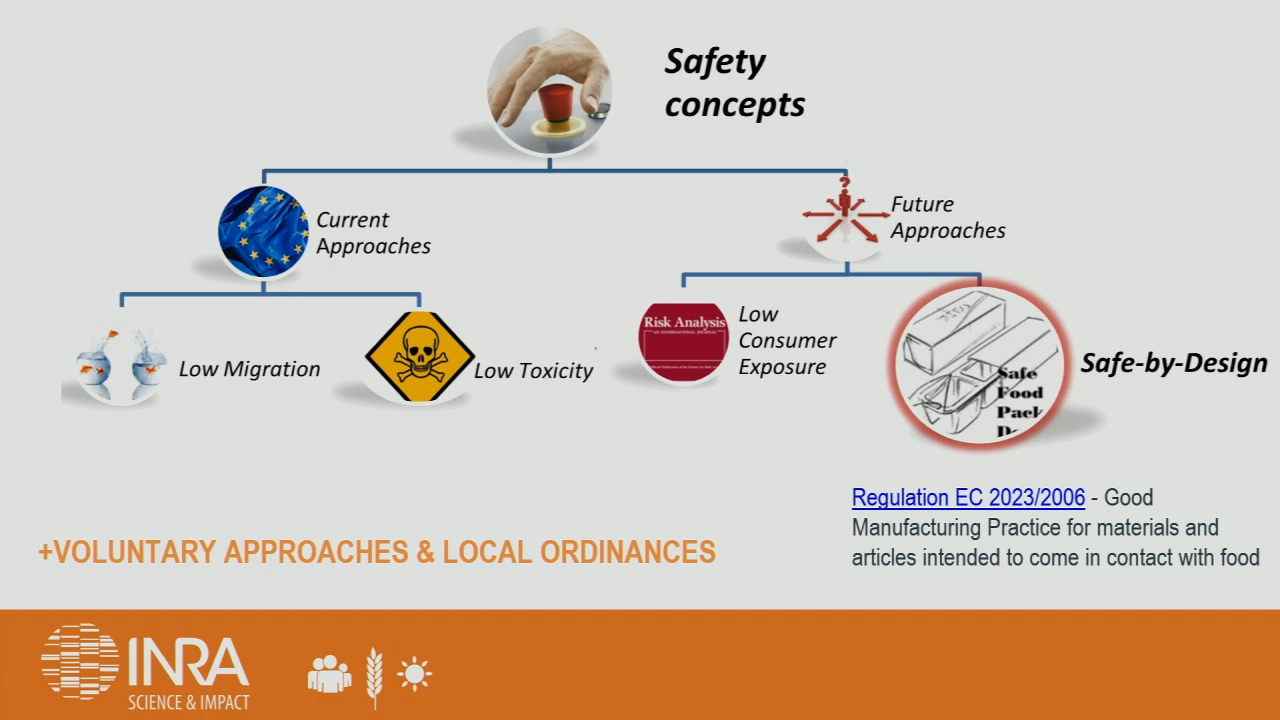 Safety
concepts
Current
Approaches
Future
Approaches
Low Migration
Low Toxicity
Risk Analysis
Low
Consumer
Exposure
Safe
Food
Pack
Safe-by-Design
Regulation EC 2023/2006 - Good
Manufacturing Practice for materials and
articles intended to come in contact with food
+VOLUNTARY APPROACHES & LOCAL ORDINANCES
INRA
SCIENCE & IMPACT